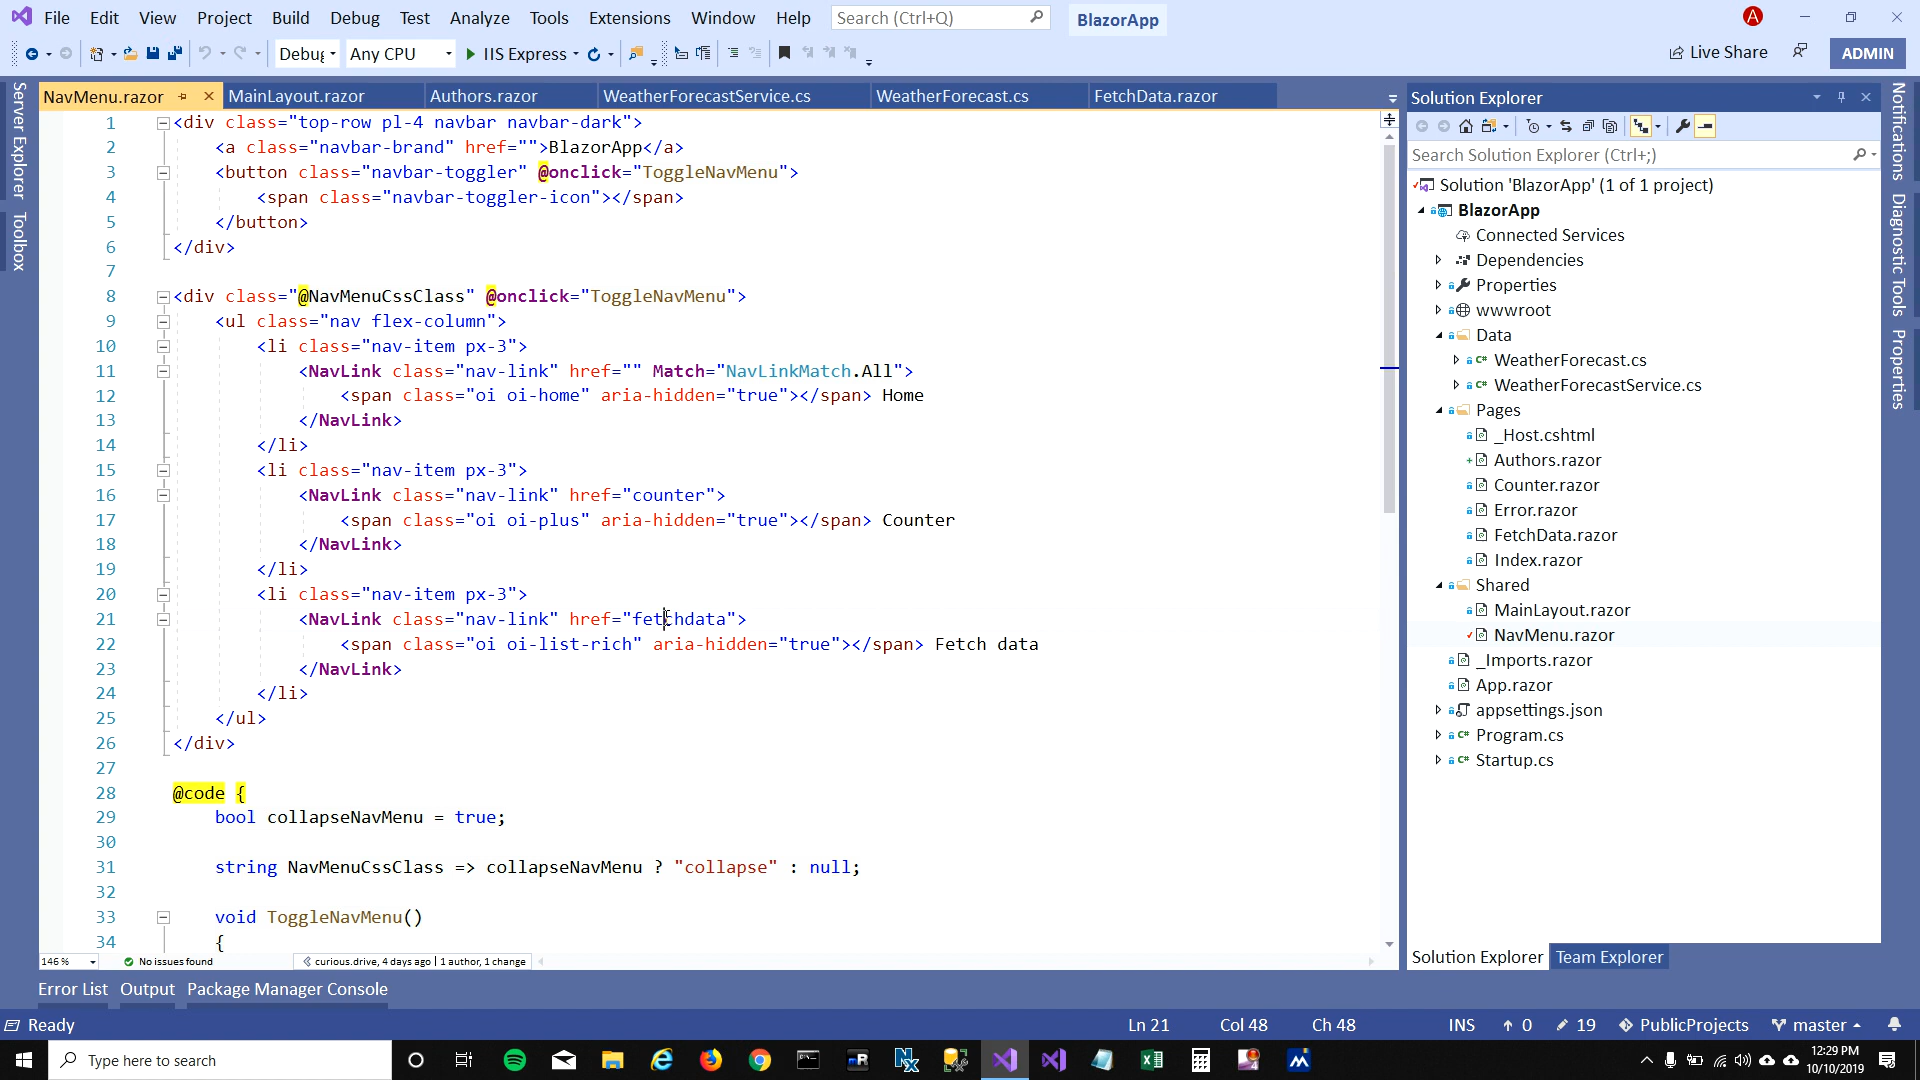 File Edit View Project Build Debug Test Analyze Tools Extensions Window Help Search (Ctrl+Q) BlazorApp A
Debug Any CPU IIS Express Live Share ADMIN
NavMenu.razor MainLayout.razor Authors.razor WeatherForecastService.cs WeatherForecast.cs FetchData.razor
Server Explorer
Toolbox
1 <div class="top-row pl-4 navbar navbar-dark">
2 <a class="navbar-brand" href="">BlazorApp</a>
3 <button class="navbar-toggler" @onclick="ToggleNavMenu">
4 <span class="navbar-toggler-icon"></span>
5 </button>
6 </div>
7
8 <div class="@NavMenuCssClass" @onclick="ToggleNavMenu">
9 <ul class="nav flex-column">
10 <li class="nav-item px-3">
11 <NavLink class="nav-link" href="" Match="NavLinkMatch.All">
12 <span class="oi oi-home" aria-hidden="true"></span> Home
13 </NavLink>
14 </li>
15 <li class="nav-item px-3">
16 <NavLink class="nav-link" href="counter">
17 <span class="oi oi-plus" aria-hidden="true"></span> Counter
18 </NavLink>
19 </li>
20 <li class="nav-item px-3">
21 <NavLink class="nav-link" href="fetchdata">
22 <span class="oi oi-list-rich" aria-hidden="true"></span> Fetch data
23 </NavLink>
24 </li>
25 </ul>
26 </div>
27
28 @code {
29 bool collapseNavMenu = true;
30
31 string NavMenuCssClass => collapseNavMenu ? "collapse" : null;
32
33 void ToggleNavMenu()
34 {
146 % No issues found curious.drive, 4 days ago | 1 author, 1 change
Solution Explorer
Search Solution Explorer (Ctrl+;)
Solution 'BlazorApp' (1 of 1 project)
BlazorApp
Connected Services
Dependencies
Properties
wwwroot
Data
WeatherForecast.cs
WeatherForecastService.cs
Pages
_Host.cshtml
Authors.razor
Counter.razor
Error.razor
FetchData.razor
Index.razor
Shared
MainLayout.razor
NavMenu.razor
_Imports.razor
App.razor
appsettings.json
Program.cs
Startup.cs
Solution Explorer Team Explorer
Notifications
Diagnostic Tools
Properties
Error List Output Package Manager Console
Ready Ln 21 Col 48 Ch 48 INS 0 19 PublicProjects master
Type here to search
12:29 PM
10/10/2019